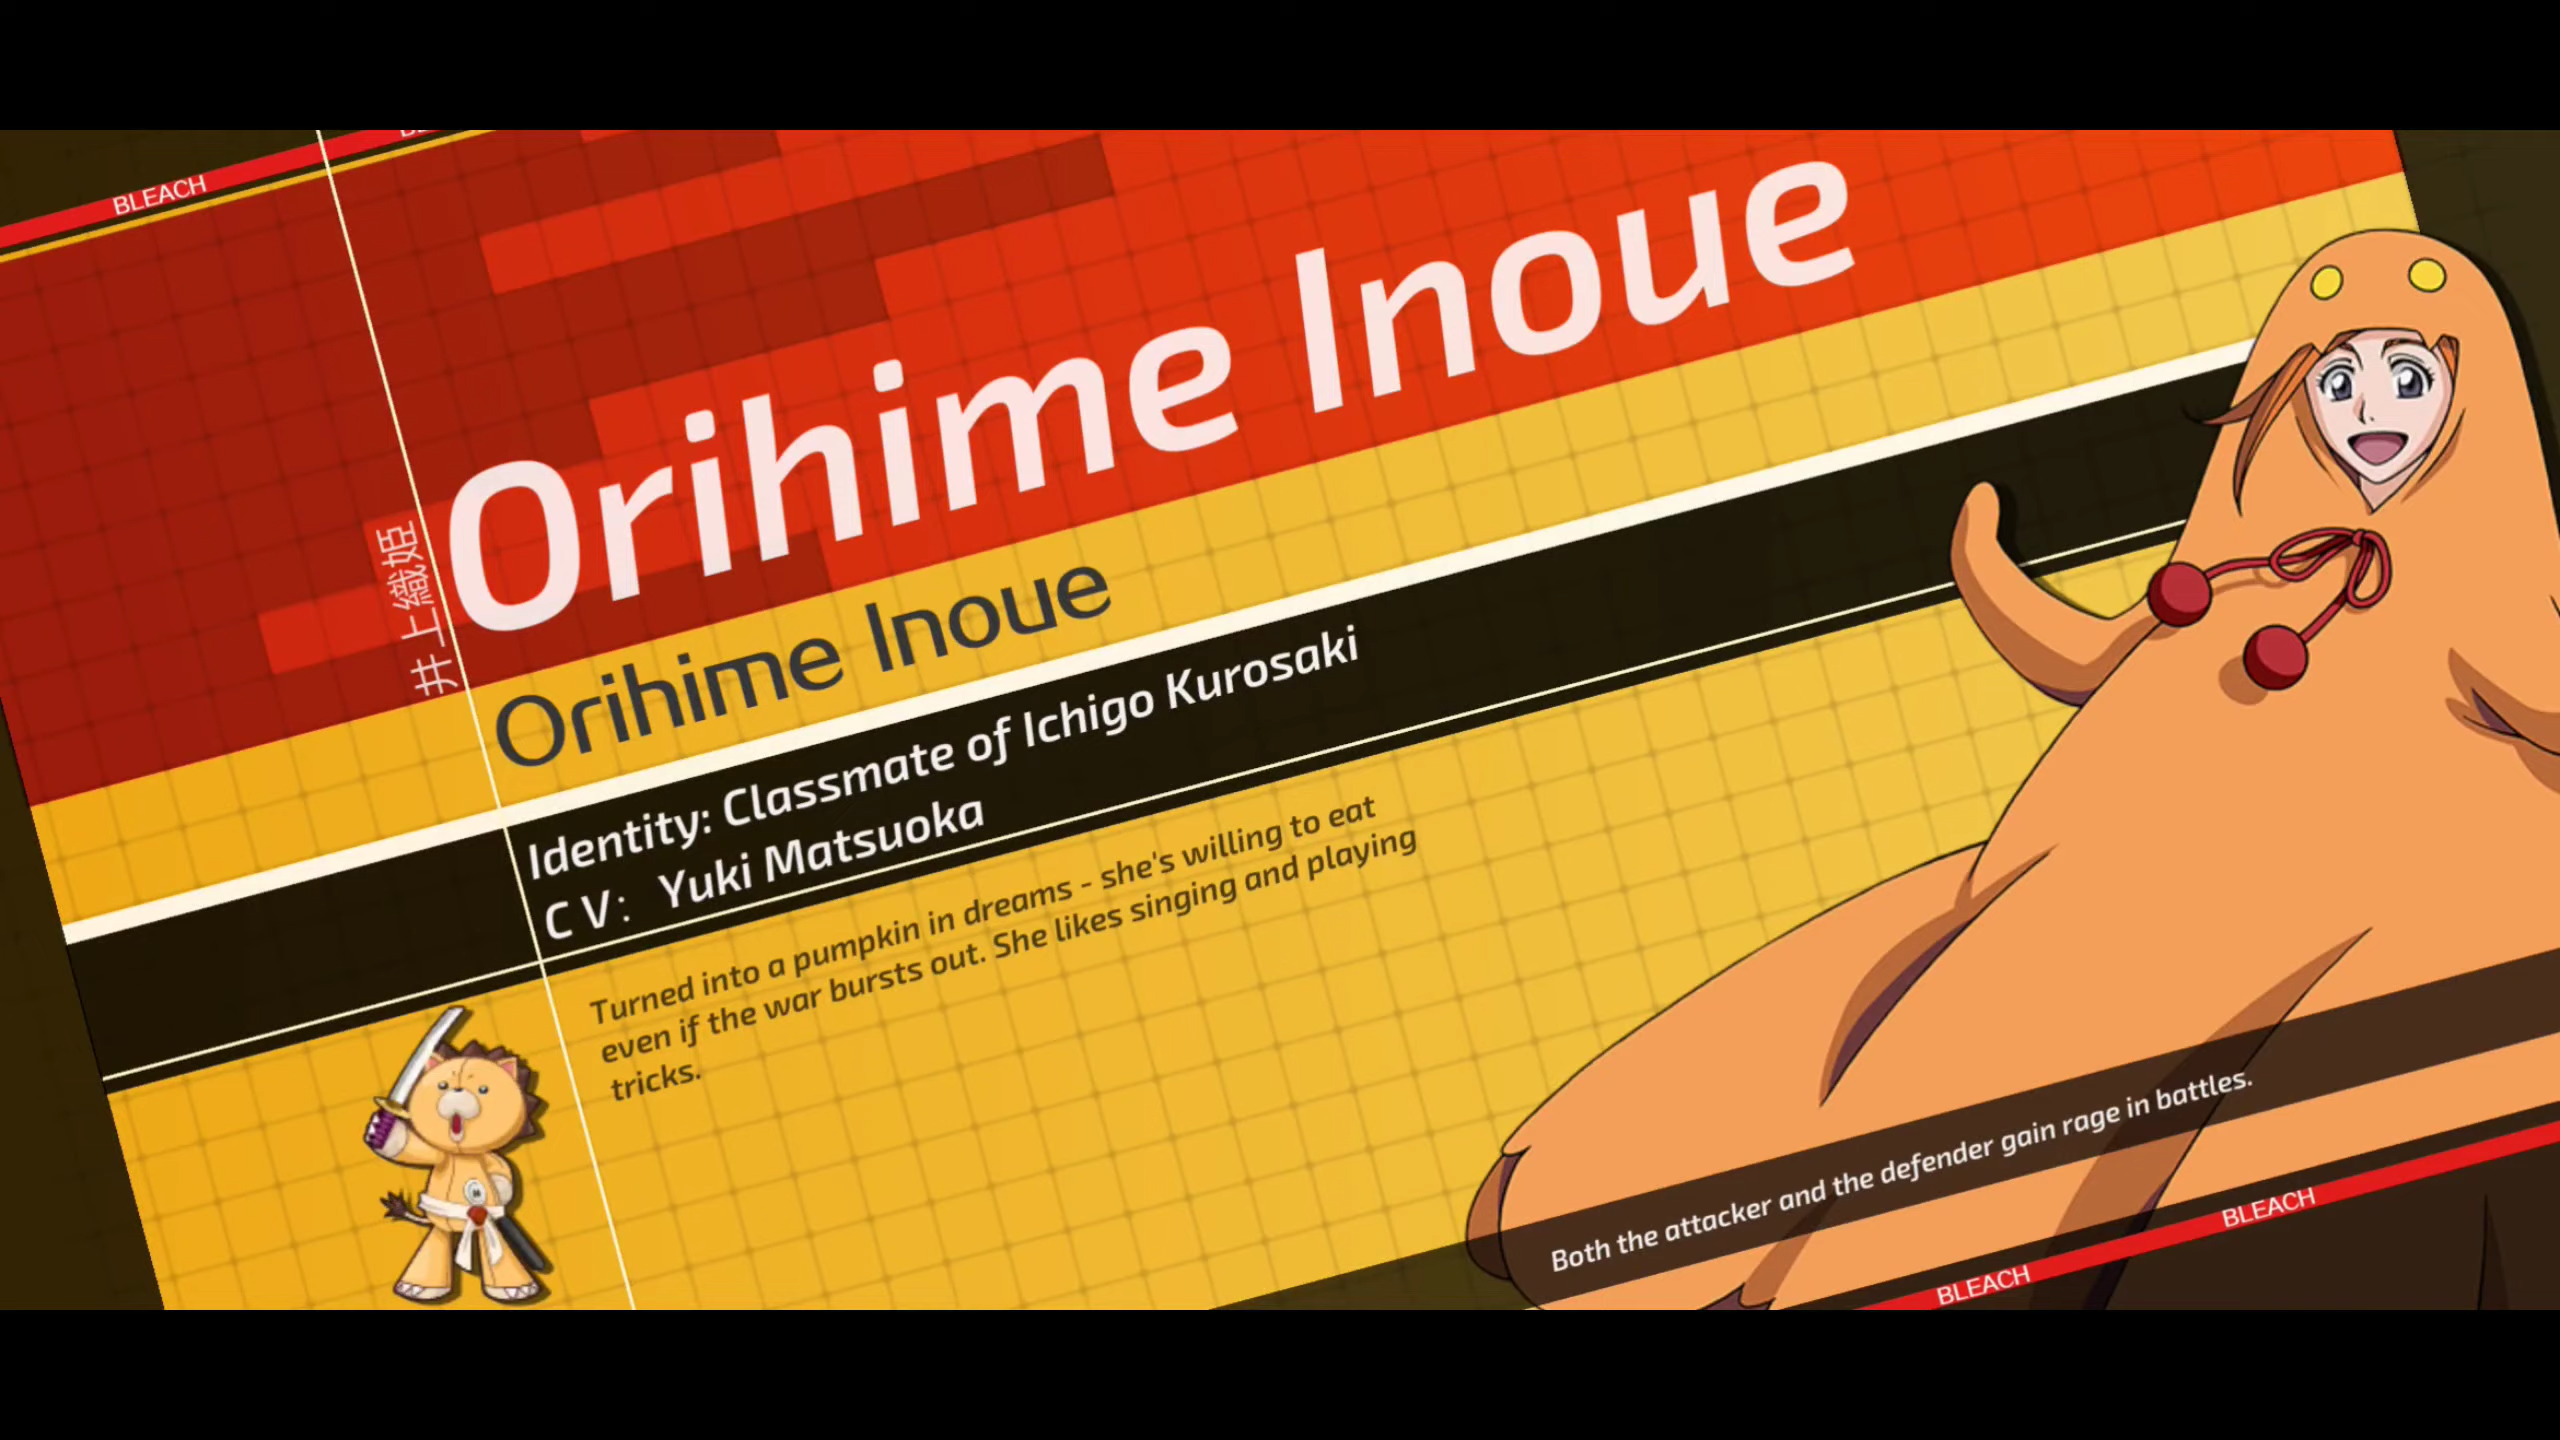 BLEACH
Orihime Inoue
井上織姫
Orihime Inoue
Identity: Classmate of Ichigo Kurosaki
CV: Yuki Matsuoka
Turned into a pumpkin in dreams - she's willing to eat
even if the war bursts out. She likes singing and playing
tricks.
Both the attacker and the defender gain rage in battles.
BLEACH
BLEACH